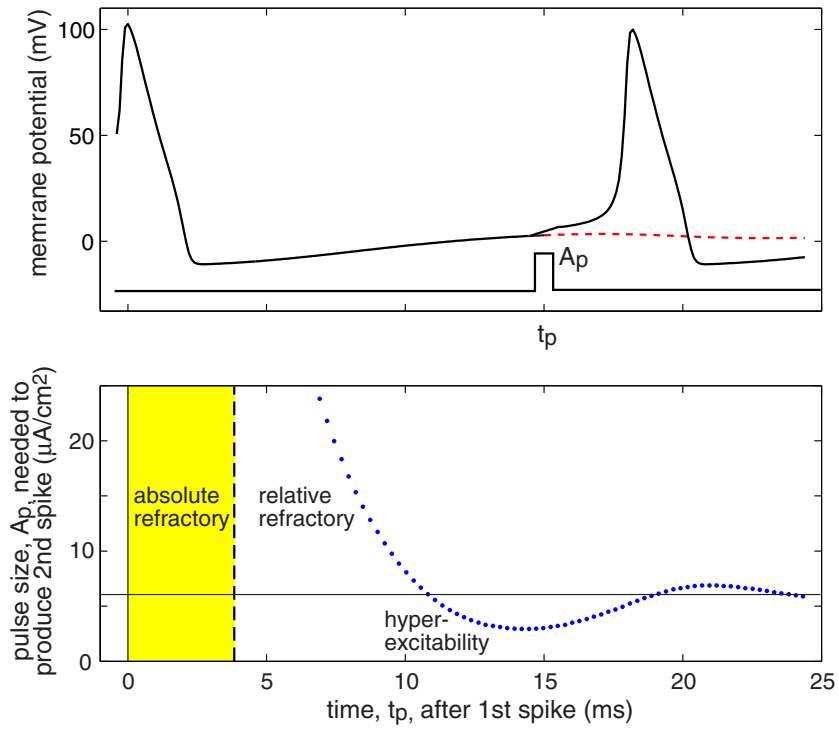 100
50
0
memrane potential (mV)
Ap
tp
20
10
0
pulse size, Ap, needed to
produce 2nd spike (µA/cm2)
absolute
refractory
relative
refractory
hyper-
excitability
0 5 10 15 20 25
time, tp, after 1st spike (ms)